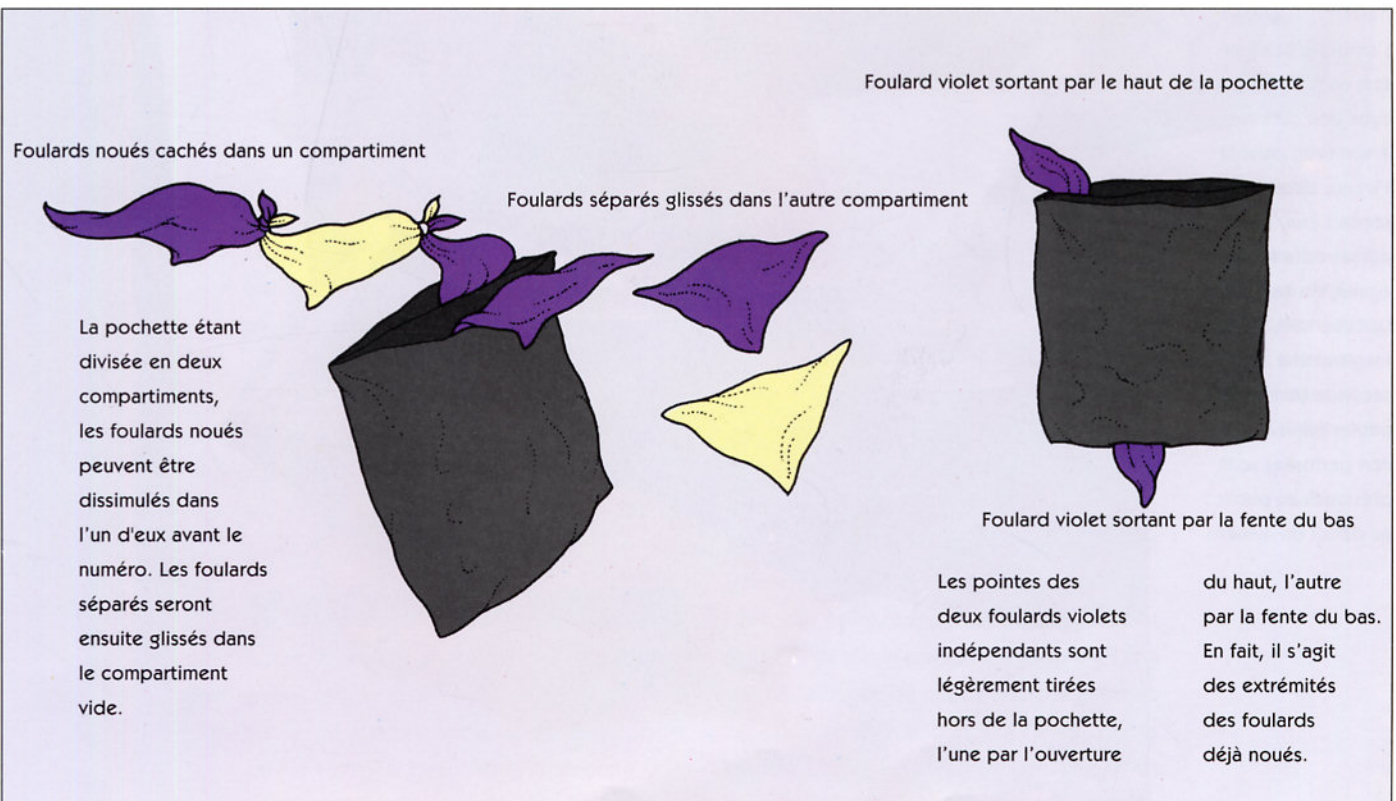 Foulard violet sortant par le haut de la pochette
Foulards noués cachés dans un compartiment
Foulards séparés glissés dans l'autre compartiment
La pochette étant
divisée en deux
compartiments,
les foulards noués
peuvent être
dissimulés dans
l'un d'eux avant le
numéro. Les foulards
séparés seront
ensuite glissés dans
le compartiment
vide.
Foulard violet sortant par la fente du bas
Les pointes des
deux foulards violets
indépendants sont
légèrement tirées
hors de la pochette,
l'une par l'ouverture
du haut, l'autre
par la fente du bas.
En fait, il s'agit
des extrémités
des foulards
déjà noués.